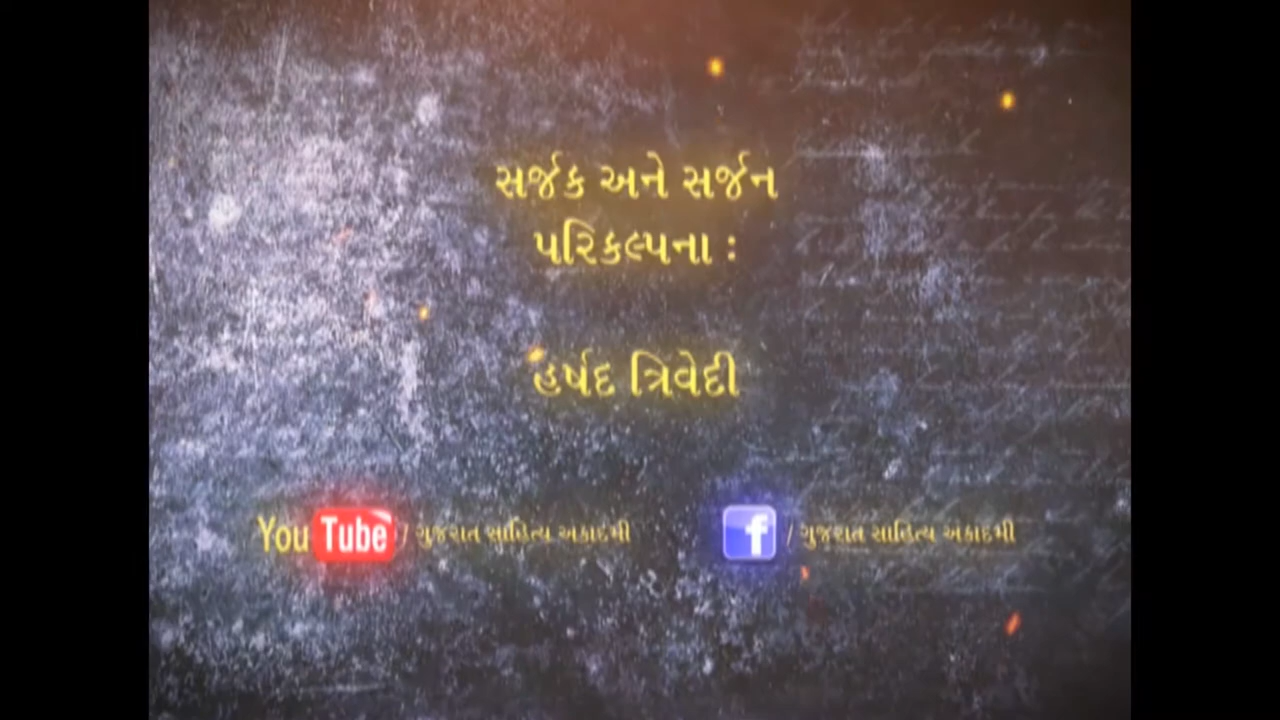 સર્જક અને સર્જન
પરિકલ્પના :
હર્ષદ ત્રિવેદી
YouTube / ગુજરાત સાહિત્ય અકાદમી
f / ગુજરાત સાહિત્ય અકાદમી